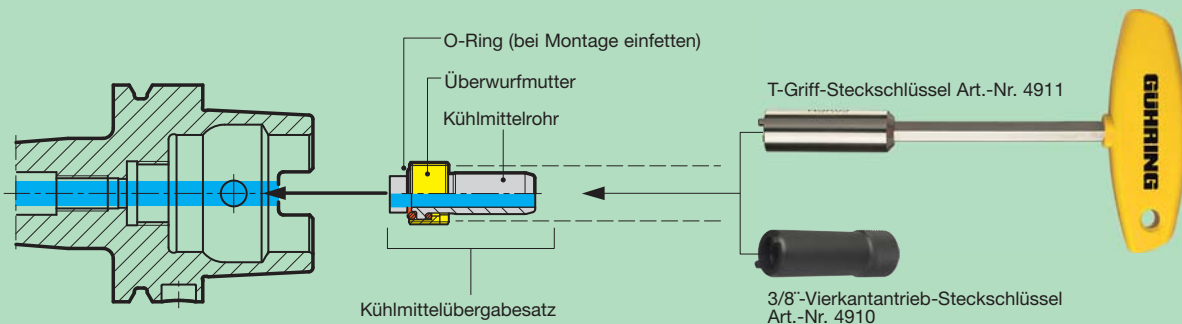 O-Ring (bei Montage einfetten)
Überwurfmutter
Kühlmittelrohr
T-Griff-Steckschlüssel Art.-Nr. 4911
GÜHRING
Kühlmittelübergabesatz
3/8¨-Vierkantantrieb-Steckschlüssel
Art.-Nr. 4910